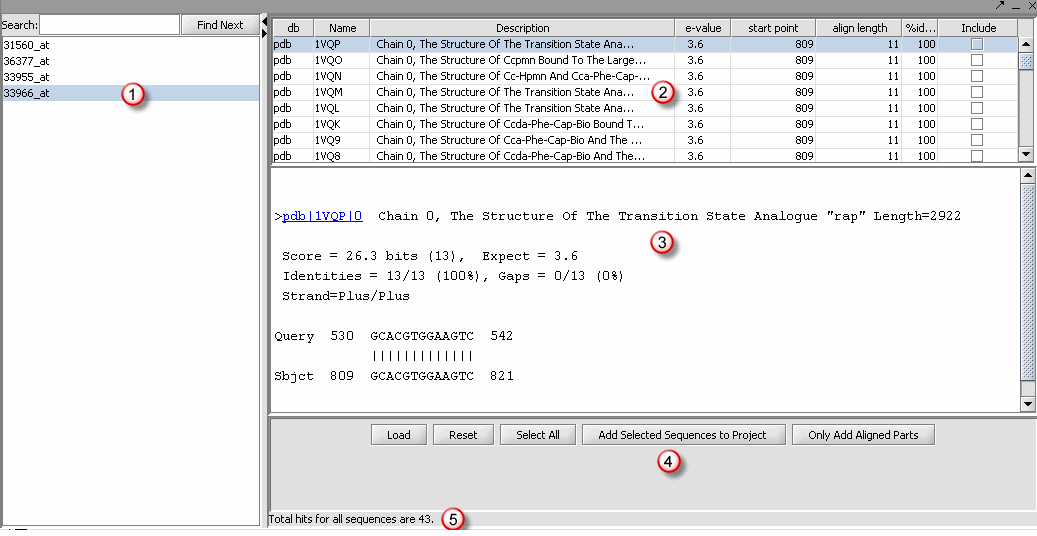 Search: Find Next
31560_at
36377_at
33955_at
33966_at
1
db Name Description e-value start point align length %id... Include
pdb 1VQP Chain 0, The Structure Of The Transition State Ana... 3.6 809 11 100
pdb 1VQO Chain 0, The Structure Of Ccpmn Bound To The Large... 3.6 809 11 100
pdb 1VQN Chain 0, The Structure Of Cc-Hpmn And Cca-Phe-Cap-... 3.6 809 11 100
pdb 1VQM Chain 0, The Structure Of The Transition State Ana... 3.6 809 11 100
2
pdb 1VQL Chain 0, The Structure Of The Transition State Ana... 3.6 809 11 100
pdb 1VQK Chain 0, The Structure Of Ccda-Phe-Cap-Bio Bound T... 3.6 809 11 100
pdb 1VQ9 Chain 0, The Structure Of Cca-Phe-Cap-Bio And The ... 3.6 809 11 100
pdb 1VQ8 Chain 0, The Structure Of Ccda-Phe-Cap-Bio And The... 3.6 809 11 100
>pdb|1VQP|0 Chain 0, The Structure Of The Transition State Analogue "rap" Length=2922
3
Score = 26.3 bits (13), Expect = 3.6
Identities = 13/13 (100%), Gaps = 0/13 (0%)
Strand=Plus/Plus
Query 530 GCACGTGGAAGTC 542
|||||||||||||
Sbjct 809 GCACGTGGAAGTC 821
Load Reset Select All Add Selected Sequences to Project Only Add Aligned Parts
4
Total hits for all sequences are 43. 5